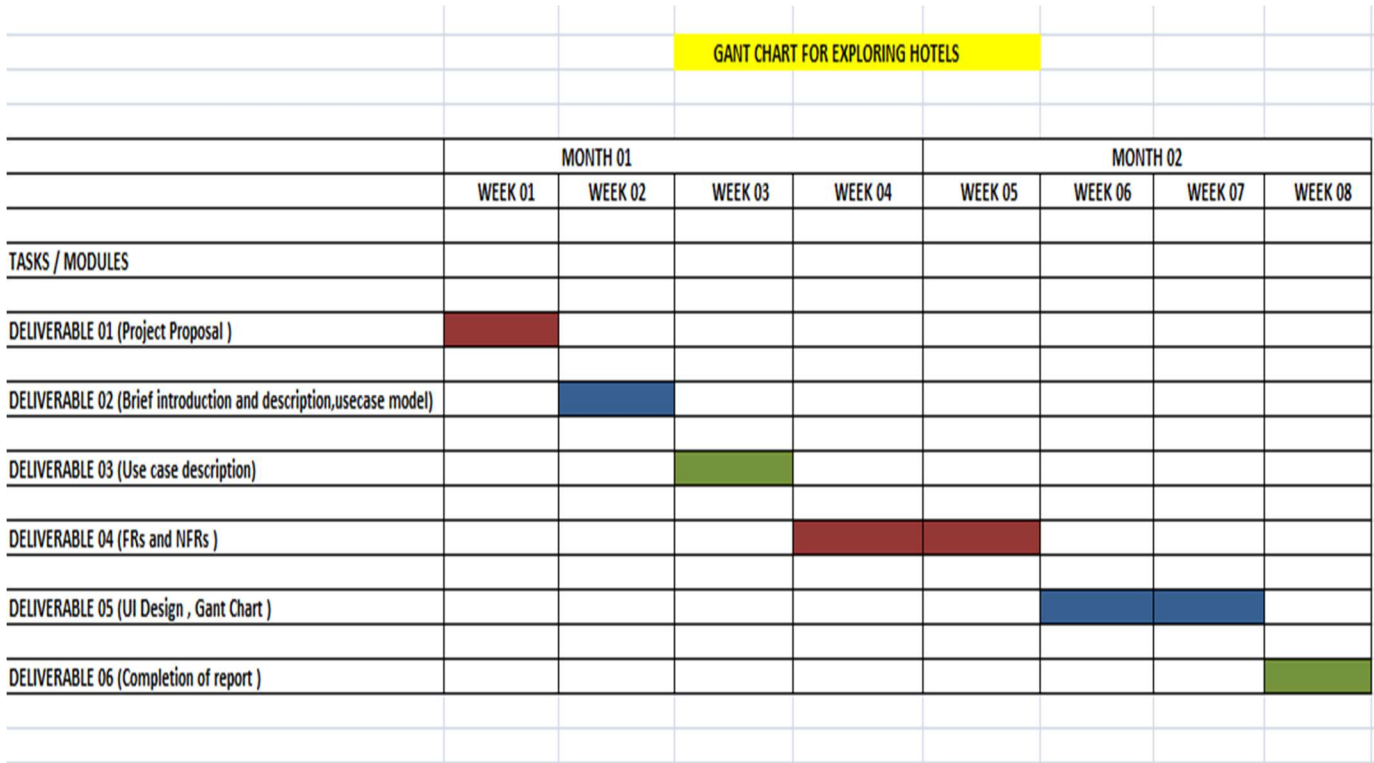 GANT CHART FOR EXPLORING HOTELS
MONTH 01 MONTH 02
WEEK 01 WEEK 02 WEEK 03 WEEK 04 WEEK 05 WEEK 06 WEEK 07 WEEK 08
TASKS / MODULES
DELIVERABLE 01 (Project Proposal )
DELIVERABLE 02 (Brief introduction and description,usecase model)
DELIVERABLE 03 (Use case description)
DELIVERABLE 04 (FRs and NFRs )
DELIVERABLE 05 (UI Design , Gant Chart )
DELIVERABLE 06 (Completion of report )